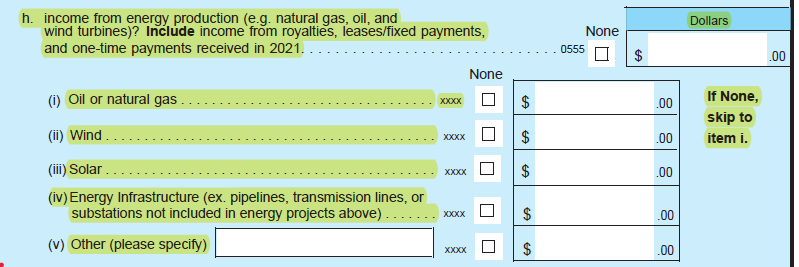 h. income from energy production (e.g. natural gas, oil, and
wind turbines)? Include income from royalties, leases/fixed payments,
and one-time payments received in 2021. . . . . . . . . . . . . . . . . . . . . . . . . . . . . . 0555
None
Dollars
$ .00
None
(i) Oil or natural gas . . . . . . . . . . . . . . . . . . . . . . . . . . . . . . . . xxxx $ .00
(ii) Wind . . . . . . . . . . . . . . . . . . . . . . . . . . . . . . . . . . . . . . . . . . xxxx $ .00
(iii) Solar . . . . . . . . . . . . . . . . . . . . . . . . . . . . . . . . . . . . . . . . . . xxxx $ .00
(iv) Energy Infrastructure (ex. pipelines, transmission lines, or
substations not included in energy projects above) . . . . . . . xxxx $ .00
(v) Other (please specify) xxxx $ .00
If None,
skip to
item i.